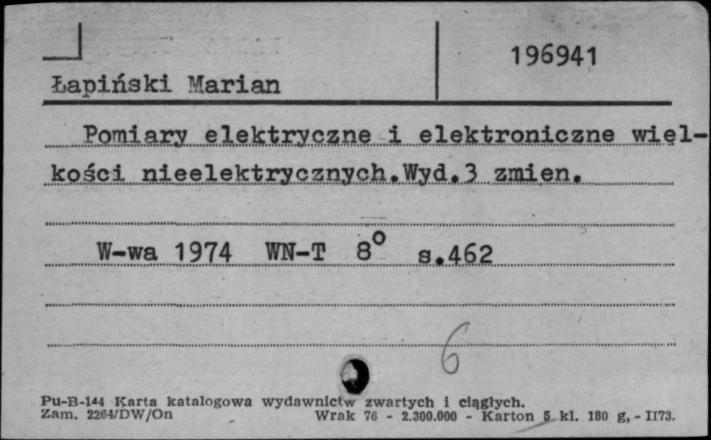 196941
Łapiński Marian
Pomiary elektryczne i elektroniczne wiel-
kości nieelektrycznych.Wyd.3 zmien.
W-wa 1974 WN-T 8° s.462
6
Pu-B-144 Karta katalogowa wydawnictw zwartych i ciągłych.
Zam. 2264/DW/On Wrak 76 - 2.300.000 - Karton 5 kl. 180 g, - II73.